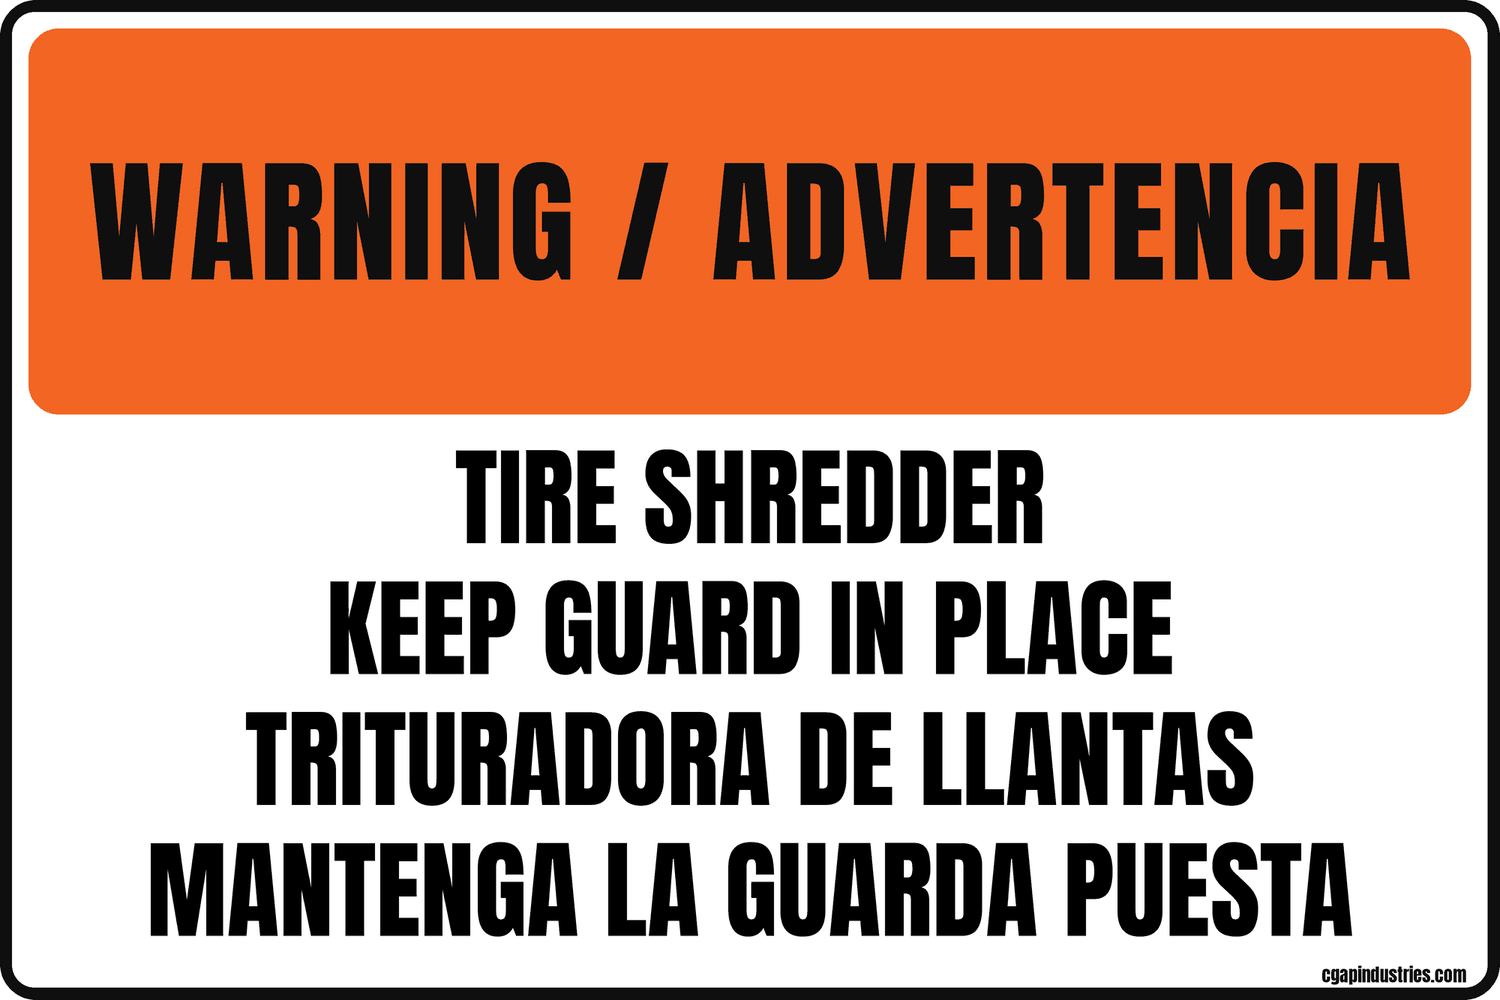 WARNING / ADVERTENCIA
TIRE SHREDDER
KEEP GUARD IN PLACE
TRITURADORA DE LLANTAS
MANTENGA LA GUARDA PUESTA
cgapindustries.com